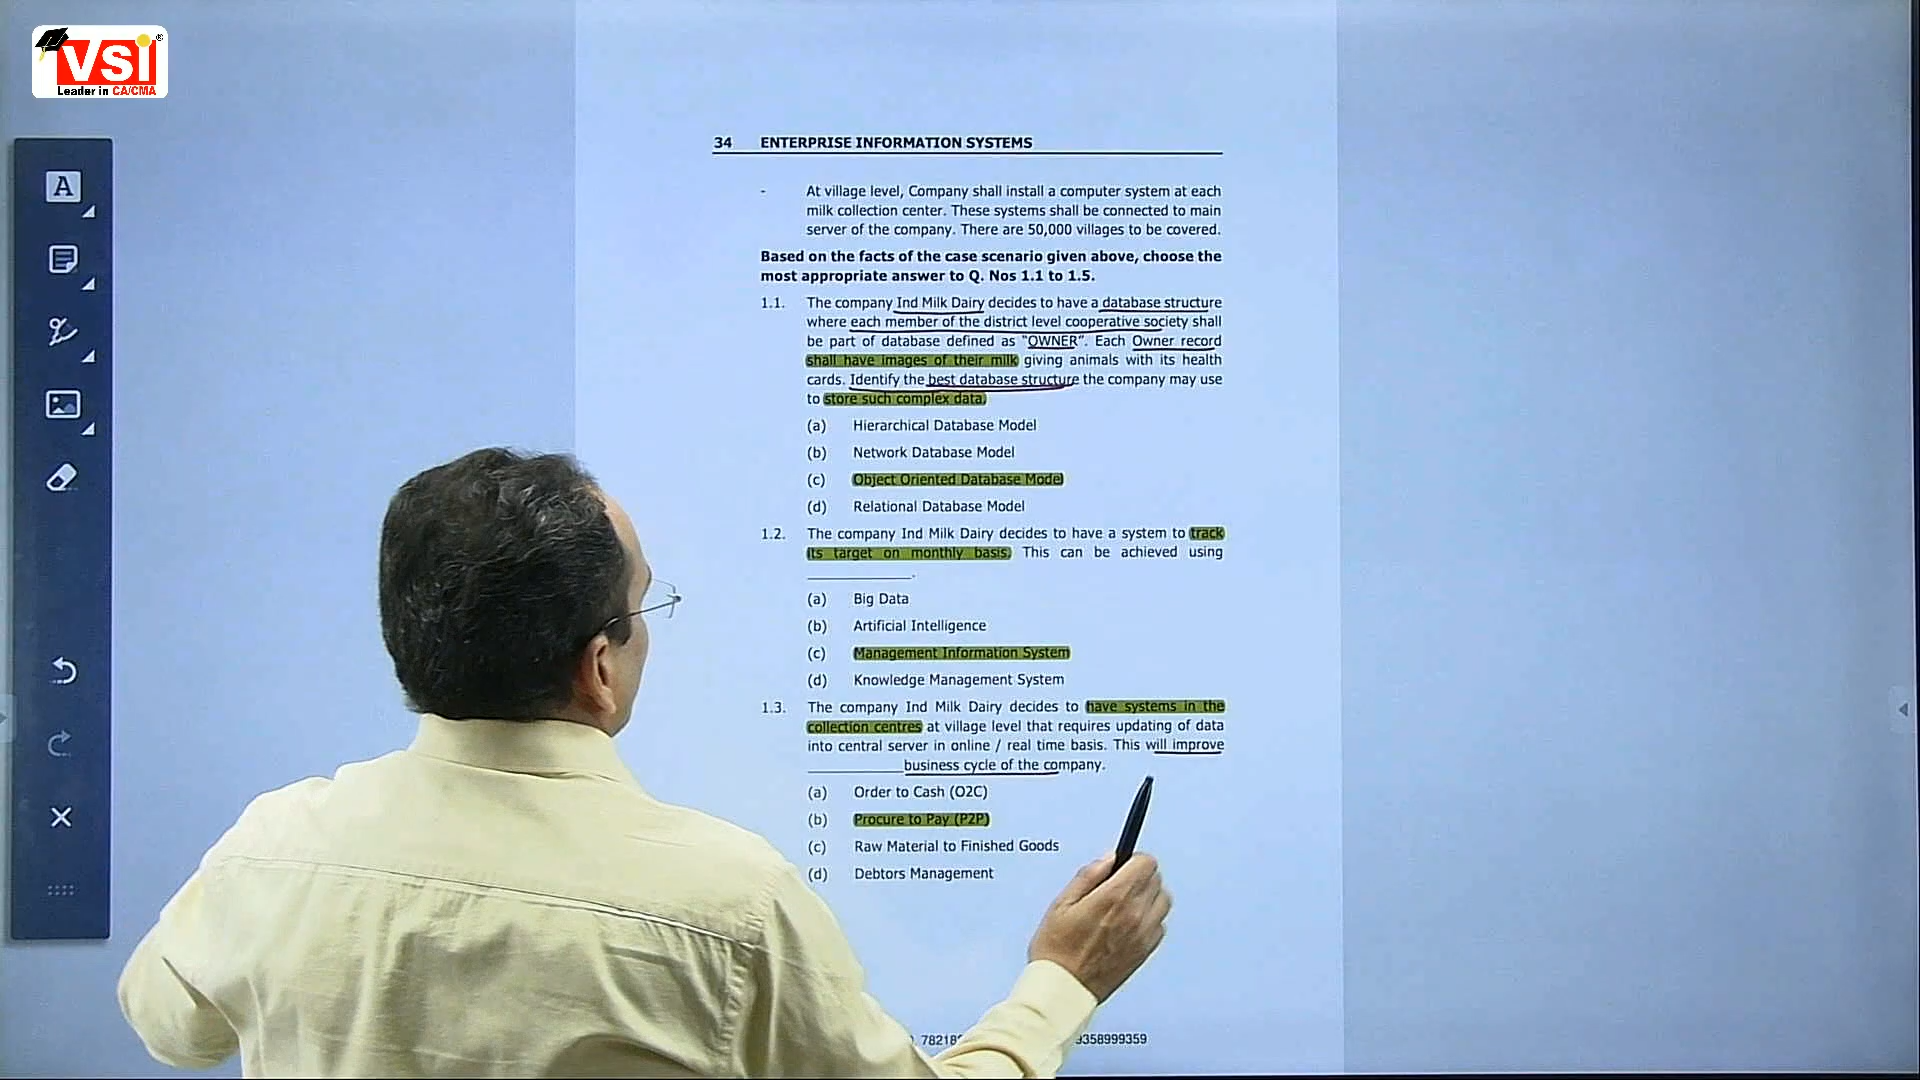 VSI
Leader in CA/CMA
A
34 ENTERPRISE INFORMATION SYSTEMS
- At village level, Company shall install a computer system at each
milk collection center. These systems shall be connected to main
server of the company. There are 50,000 villages to be covered.
Based on the facts of the case scenario given above, choose the
most appropriate answer to Q. Nos 1.1 to 1.5.
1.1. The company Ind Milk Dairy decides to have a database structure
where each member of the district level cooperative society shall
be part of database defined as "OWNER". Each Owner record
shall have images of their milk giving animals with its health
cards. Identify the best database structure the company may use
to store such complex data.
(a) Hierarchical Database Model
(b) Network Database Model
(c) Object Oriented Database Model
(d) Relational Database Model
1.2. The company Ind Milk Dairy decides to have a system to track
its target on monthly basis. This can be achieved using
____________.
(a) Big Data
(b) Artificial Intelligence
(c) Management Information System
(d) Knowledge Management System
1.3. The company Ind Milk Dairy decides to have systems in the
collection centres at village level that requires updating of data
into central server in online / real time basis. This will improve
____________ business cycle of the company.
(a) Order to Cash (O2C)
(b) Procure to Pay (P2P)
(c) Raw Material to Finished Goods
(d) Debtors Management